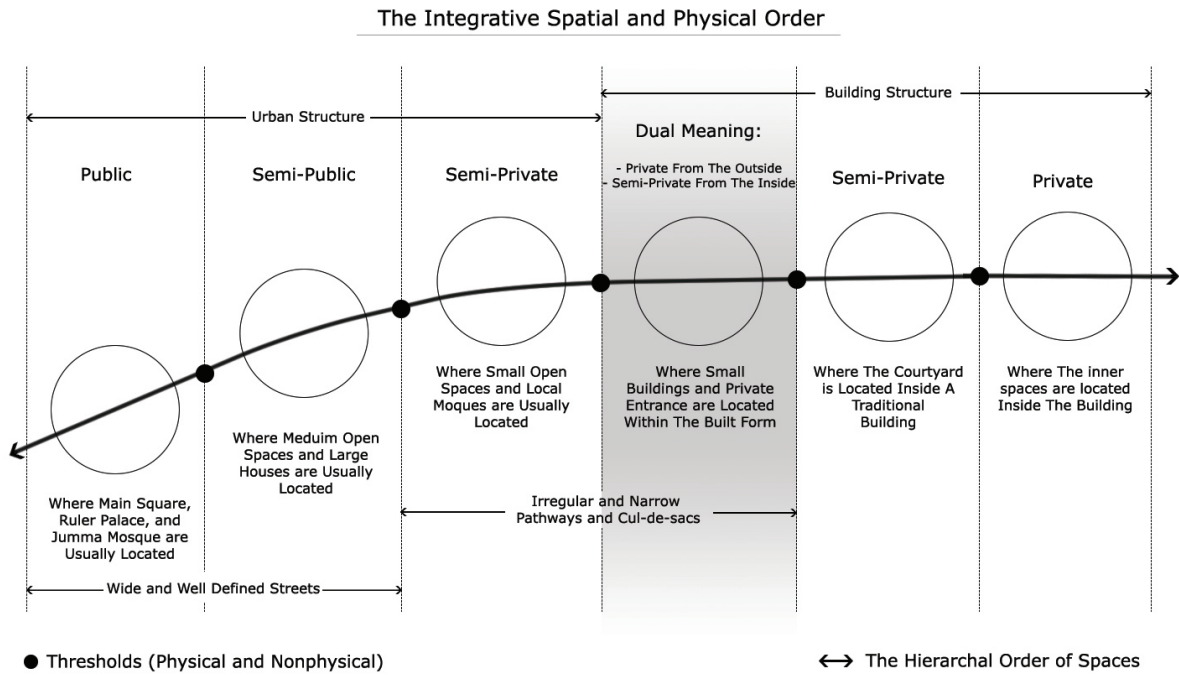 The Integrative Spatial and Physical Order
Building Structure
Urban Structure
Public
Semi-Public
Semi-Private
Dual Meaning:
- Private From The Outside
- Semi-Private From The Inside
Semi-Private
Private
Where Main Square,
Ruler Palace, and
Jumma Mosque are
Usually Located
Where Meduim Open
Spaces and Large
Houses are Usually
Located
Where Small Open
Spaces and Local
Moques are Usually
Located
Where Small
Buildings and Private
Entrance are Located
Within The Built Form
Where The Courtyard
is Located Inside A
Traditional
Building
Where The inner
spaces are located
Inside The Building
Irregular and Narrow
Pathways and Cul-de-sacs
Wide and Well Defined Streets
Thresholds (Physical and Nonphysical)
The Hierarchal Order of Spaces